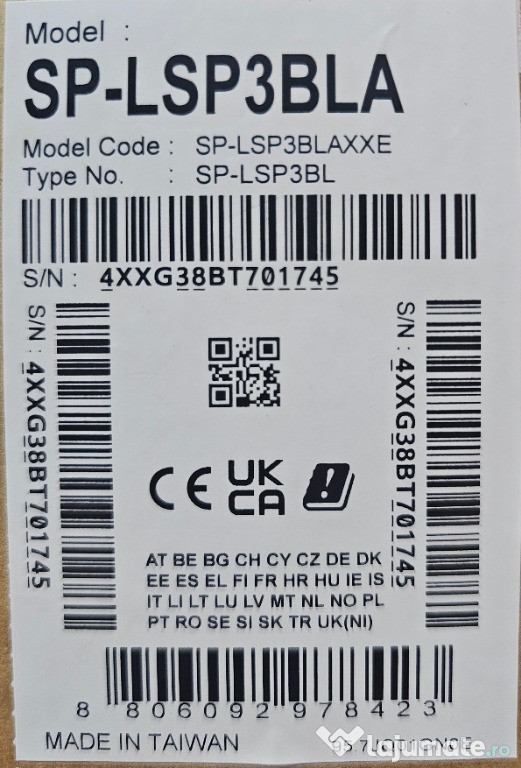 Model :
SP-LSP3BLA
Model Code : SP-LSP3BLAXXE
Type No. : SP-LSP3BL
S/N : 4XXG38BT701745
S/N : 4XXG38BT701745
S/N : 4XXG38BT701745
CE UK
CA
AT BE BG CH CY CZ DE DK
EE ES EL FI FR HR HU IE IS
IT LI LT LU LV MT NL NO PL
PT RO SE SI SK TR UK(NI)
8 806092 978423
MADE IN TAIWAN
lajumate.ro